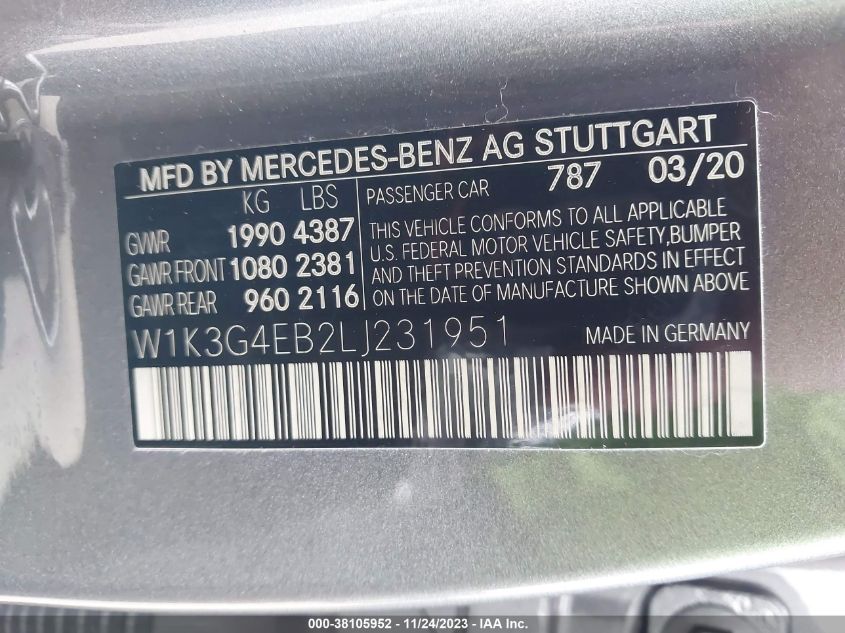 MFD BY MERCEDES-BENZ AG STUTTGART
KG LBS
GVWR 1990 4387
GAWR FRONT 1080 2381
GAWR REAR 960 2116
PASSENGER CAR 787 03/20
THIS VEHICLE CONFORMS TO ALL APPLICABLE
U.S. FEDERAL MOTOR VEHICLE SAFETY,BUMPER
AND THEFT PREVENTION STANDARDS IN EFFECT
ON THE DATE OF MANUFACTURE SHOWN ABOVE
W1K3G4EB2LJ231951
MADE IN GERMANY
000-38105952 - 11/24/2023 - IAA Inc.